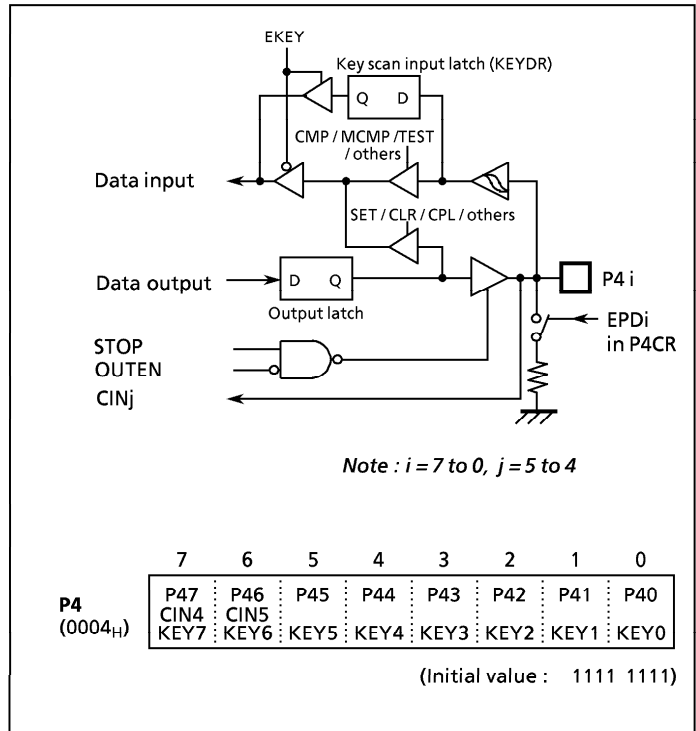 EKEY
Key scan input latch (KEYDR)
Q D
CMP / MCMP /TEST
/ others
Data input
SET / CLR / CPL / others
Data output
D Q
P4 i
Output latch
EPDi
in P4CR
STOP
OUTEN
CINj
Note : i = 7 to 0, j = 5 to 4
7 6 5 4 3 2 1 0
P4
(0004H)
P47 P46 P45 P44 P43 P42 P41 P40
CIN4 CIN5
KEY7 KEY6 KEY5 KEY4 KEY3 KEY2 KEY1 KEY0
(Initial value : 1111 1111)